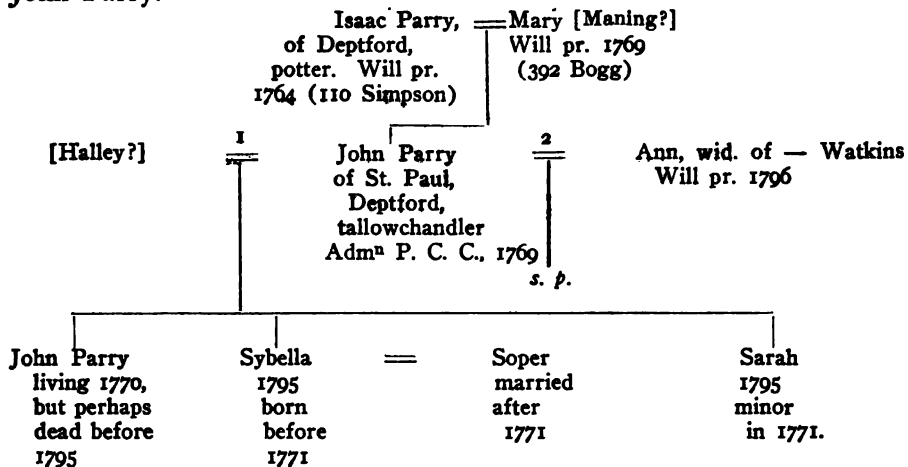 John Parry.
Isaac Parry,
of Deptford,
potter. Will pr.
1764 (110 Simpson)
Mary [Maning?]
Will pr. 1769
(392 Bogg)
[Halley?]
1
John Parry
of St. Paul,
Deptford,
tallowchandler
Admⁿ P. C. C., 1769
2
s. p.
Ann, wid. of — Watkins
Will pr. 1796
John Parry
living 1770,
but perhaps
dead before
1795
Sybella
1795
born
before
1771
Soper
married
after
1771
Sarah
1795
minor
in 1771.